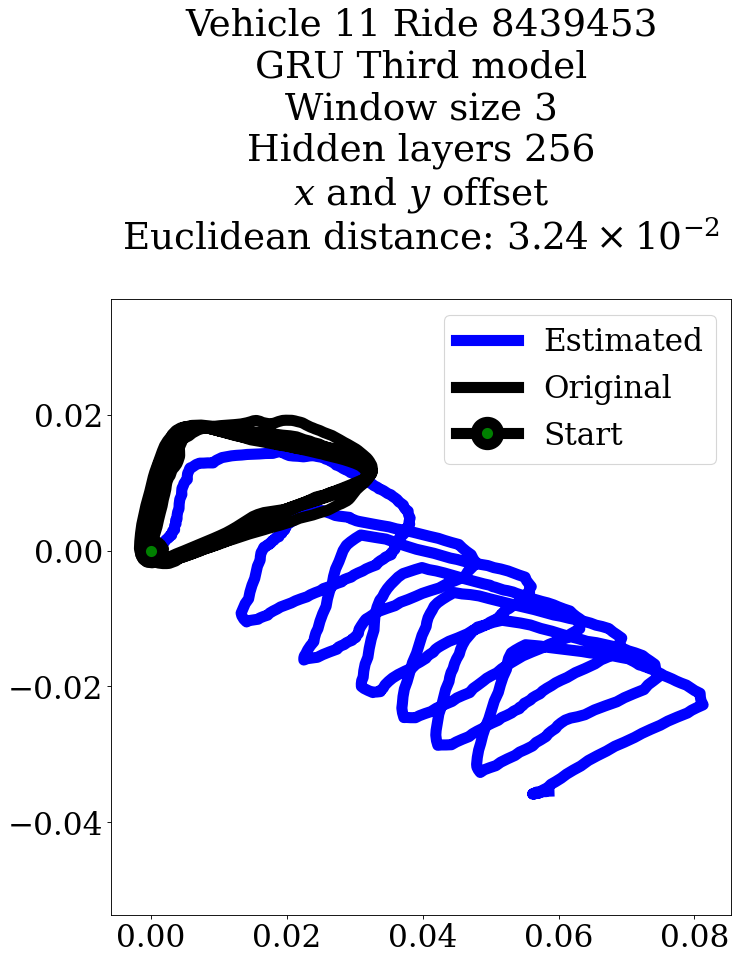 Vehicle 11 Ride 8439453
GRU Third model
Window size 3
Hidden layers 256
x and y offset
Euclidean distance: 3.24 × 10⁻²
Estimated
Original
Start
0.02
0.00
−0.02
−0.04
0.00 0.02 0.04 0.06 0.08